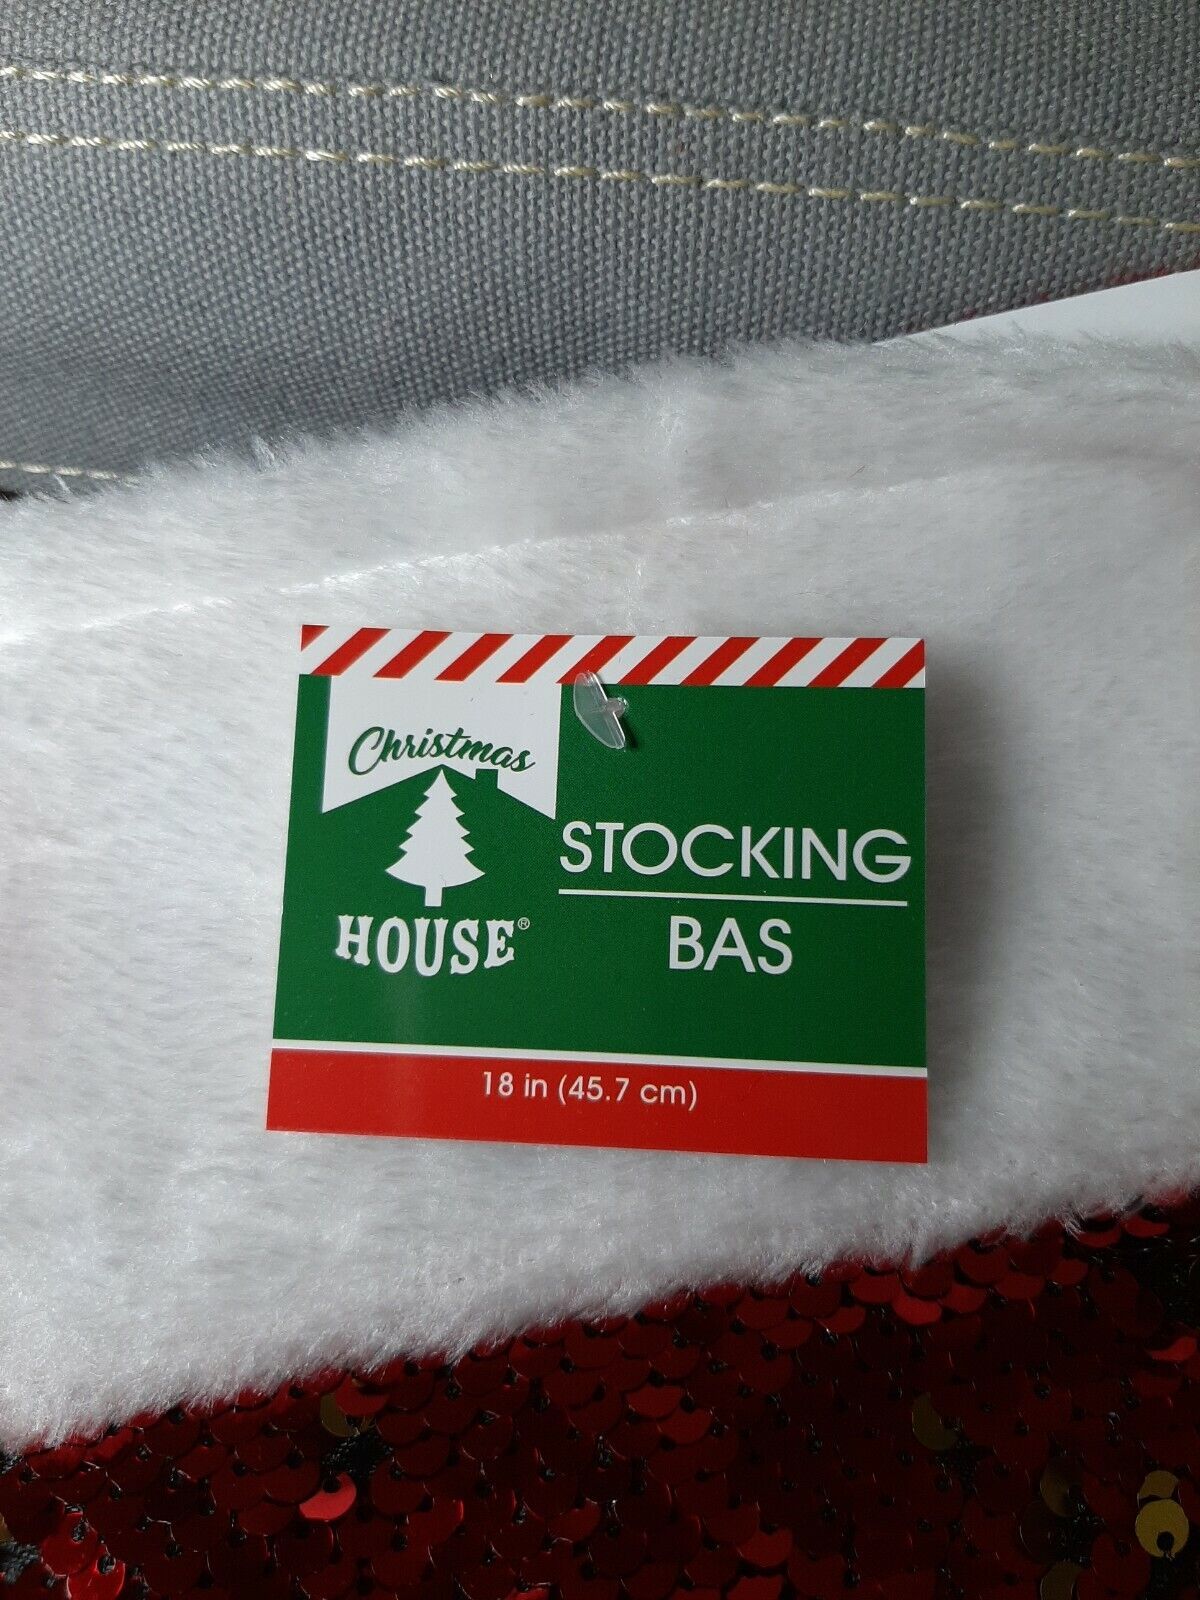 Christmas
HOUSE®
STOCKING
BAS
18 in (45.7 cm)